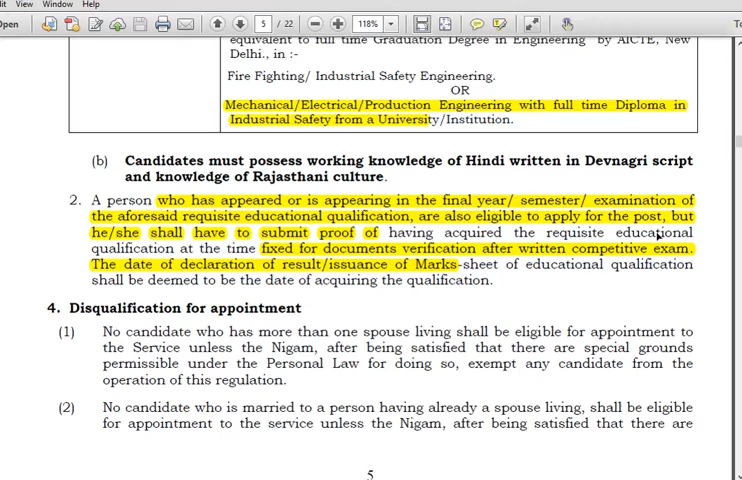 Edit View Window Help
Open 5 / 22 118% To
equivalent to full time Graduation Degree in Engineering by AICTE, New
Delhi., in :-
Fire Fighting/ Industrial Safety Engineering.
OR
Mechanical/Electrical/Production Engineering with full time Diploma in
Industrial Safety from a University/Institution.
(b) Candidates must possess working knowledge of Hindi written in Devnagri script
and knowledge of Rajasthani culture.
2. A person who has appeared or is appearing in the final year/ semester/ examination of
the aforesaid requisite educational qualification, are also eligible to apply for the post, but
he/she shall have to submit proof of having acquired the requisite educational
qualification at the time fixed for documents verification after written competitive exam.
The date of declaration of result/issuance of Marks-sheet of educational qualification
shall be deemed to be the date of acquiring the qualification.
4. Disqualification for appointment
(1) No candidate who has more than one spouse living shall be eligible for appointment to
the Service unless the Nigam, after being satisfied that there are special grounds
permissible under the Personal Law for doing so, exempt any candidate from the
operation of this regulation.
(2) No candidate who is married to a person having already a spouse living, shall be eligible
for appointment to the service unless the Nigam, after being satisfied that there are
5